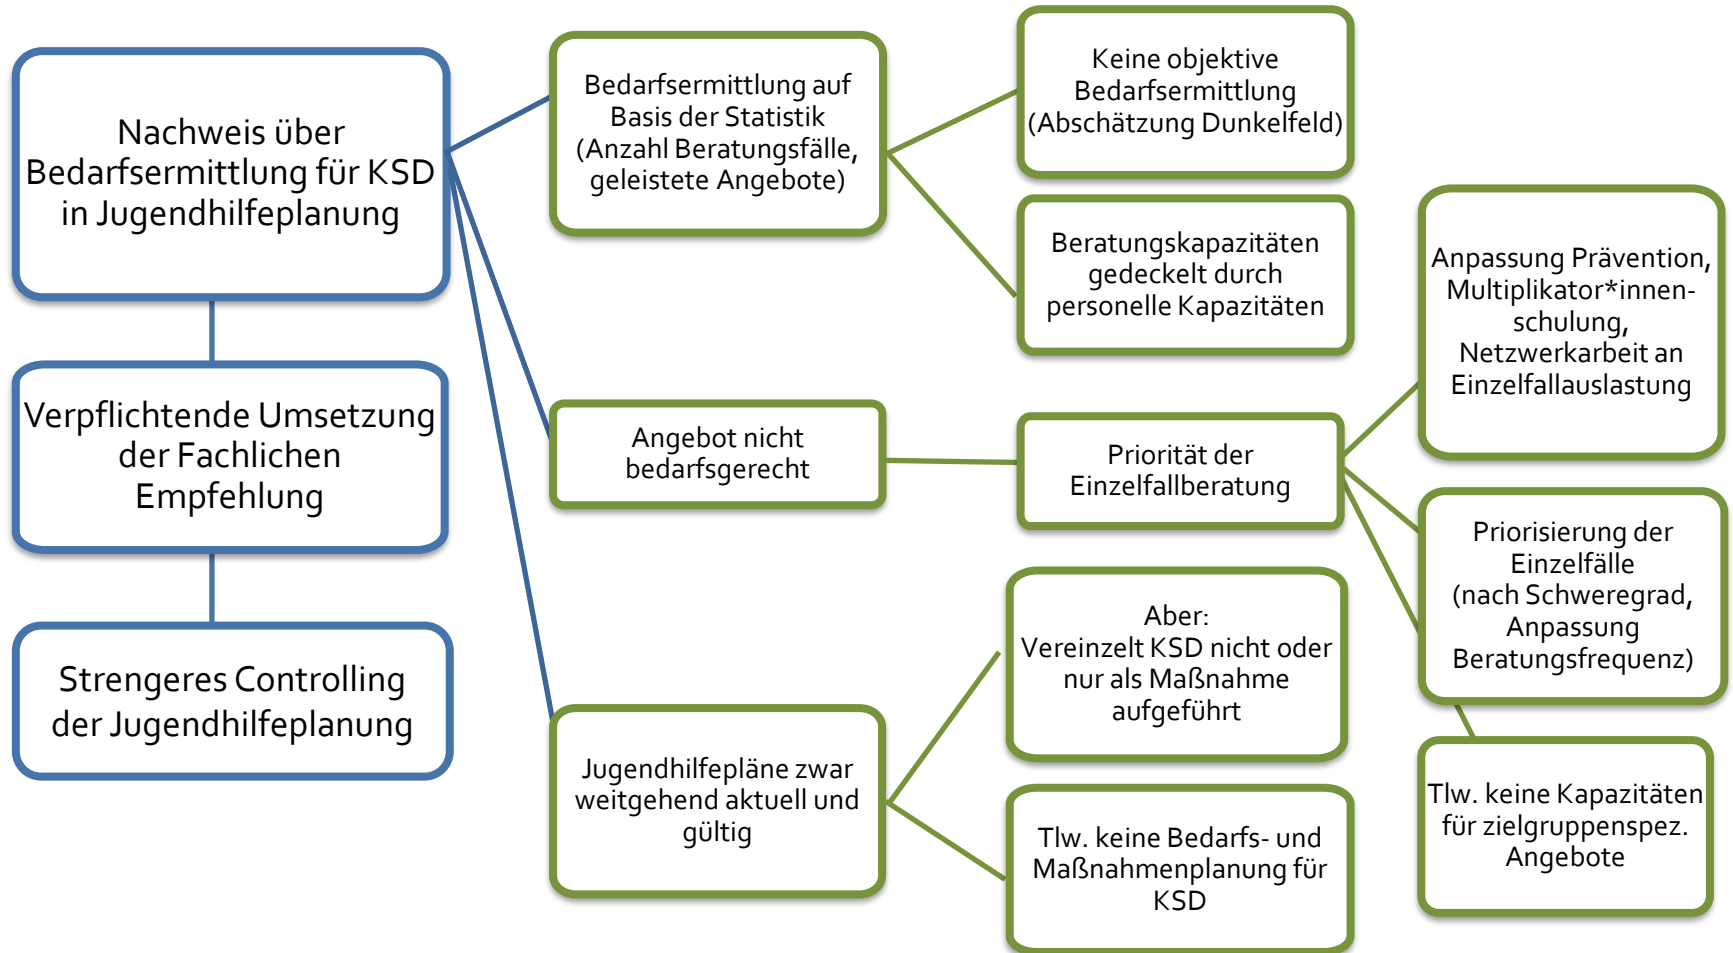 Nachweis über
Bedarfsermittlung für KSD
in Jugendhilfeplanung
Verpflichtende Umsetzung
der Fachlichen
Empfehlung
Strengeres Controlling
der Jugendhilfeplanung
Bedarfsermittlung auf
Basis der Statistik
(Anzahl Beratungsfälle,
geleistete Angebote)
Keine objektive
Bedarfsermittlung
(Abschätzung Dunkelfeld)
Beratungskapazitäten
gedeckelt durch
personelle Kapazitäten
Angebot nicht
bedarfsgerecht
Priorität der
Einzelfallberatung
Anpassung Prävention,
Multiplikator*innen-
schulung,
Netzwerkarbeit an
Einzelfallauslastung
Priorisierung der
Einzelfälle
(nach Schweregrad,
Anpassung
Beratungsfrequenz)
Tlw. keine Kapazitäten
für zielgruppenspez.
Angebote
Jugendhilfepläne zwar
weitgehend aktuell und
gültig
Aber:
Vereinzelt KSD nicht oder
nur als Maßnahme
aufgeführt
Tlw. keine Bedarfs- und
Maßnahmenplanung für
KSD